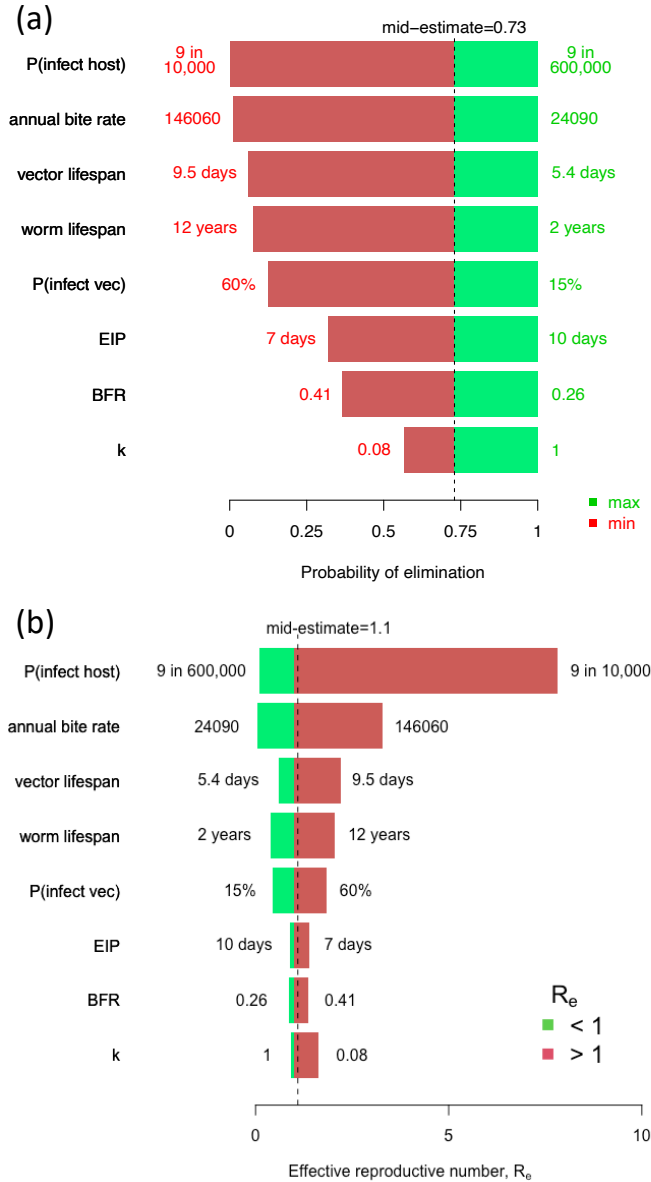 (a)
mid−estimate=0.73
P(infect host)
9 in
10,000
9 in
600,000
annual bite rate
146060
24090
vector lifespan
9.5 days
5.4 days
worm lifespan
12 years
2 years
P(infect vec)
60%
15%
EIP
7 days
10 days
BFR
0.41
0.26
k
0.08
1
max
min
0 0.25 0.5 0.75 1
Probability of elimination
(b)
mid-estimate=1.1
P(infect host)
9 in 600,000
9 in 10,000
annual bite rate
24090
146060
vector lifespan
5.4 days
9.5 days
worm lifespan
2 years
12 years
P(infect vec)
15%
60%
EIP
10 days
7 days
BFR
0.26
0.41
k
1
0.08
Re
< 1
> 1
0 5 10
Effective reproductive number, Re